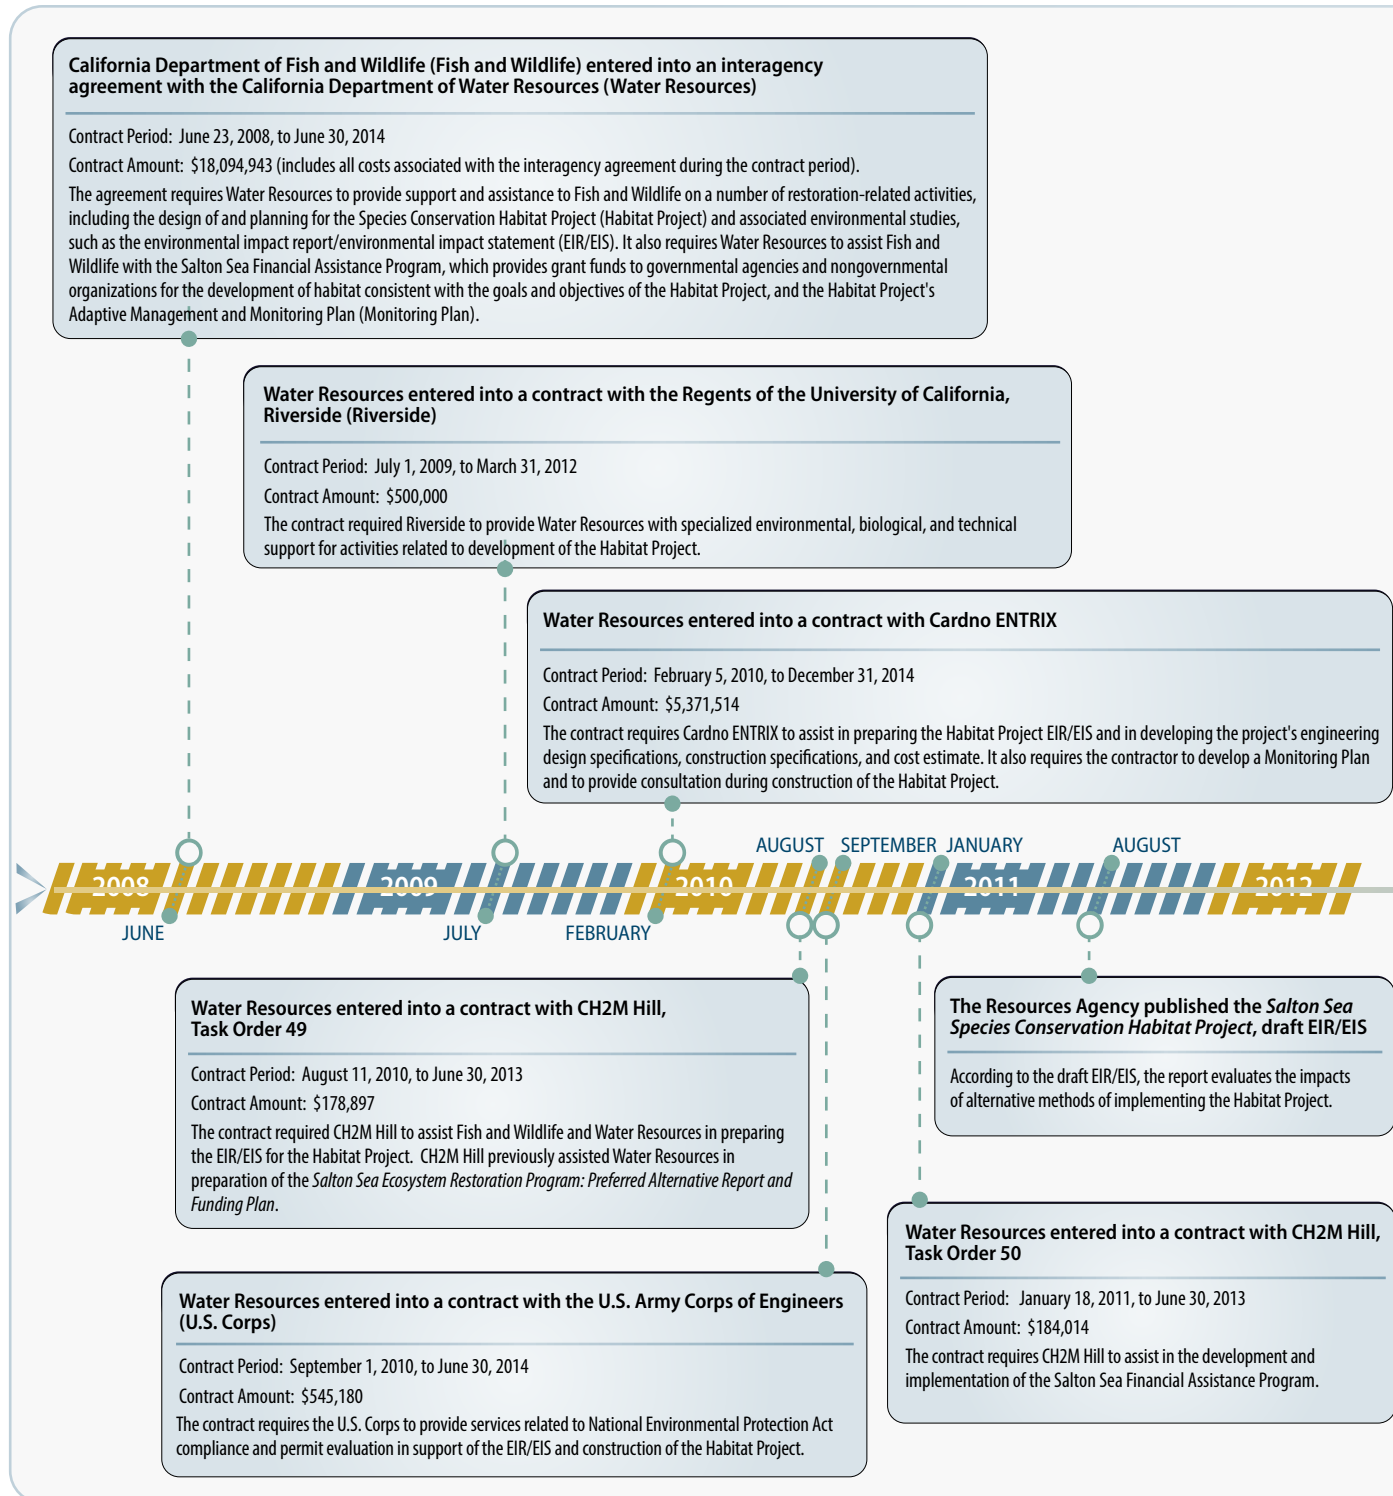 California Department of Fish and Wildlife (Fish and Wildlife) entered into an interagency
agreement with the California Department of Water Resources (Water Resources)
Contract Period: June 23, 2008, to June 30, 2014
Contract Amount: $18,094,943 (includes all costs associated with the interagency agreement during the contract period).
The agreement requires Water Resources to provide support and assistance to Fish and Wildlife on a number of restoration-related activities,
including the design of and planning for the Species Conservation Habitat Project (Habitat Project) and associated environmental studies,
such as the environmental impact report/environmental impact statement (EIR/EIS). It also requires Water Resources to assist Fish and
Wildlife with the Salton Sea Financial Assistance Program, which provides grant funds to governmental agencies and nongovernmental
organizations for the development of habitat consistent with the goals and objectives of the Habitat Project, and the Habitat Project's
Adaptive Management and Monitoring Plan (Monitoring Plan).
Water Resources entered into a contract with the Regents of the University of California,
Riverside (Riverside)
Contract Period: July 1, 2009, to March 31, 2012
Contract Amount: $500,000
The contract required Riverside to provide Water Resources with specialized environmental, biological, and technical
support for activities related to development of the Habitat Project.
Water Resources entered into a contract with Cardno ENTRIX
Contract Period: February 5, 2010, to December 31, 2014
Contract Amount: $5,371,514
The contract requires Cardno ENTRIX to assist in preparing the Habitat Project EIR/EIS and in developing the project's engineering
design specifications, construction specifications, and cost estimate. It also requires the contractor to develop a Monitoring Plan
and to provide consultation during construction of the Habitat Project.
AUGUST SEPTEMBER JANUARY AUGUST
2008 2009 2010 2011 2012
JUNE JULY FEBRUARY
Water Resources entered into a contract with CH2M Hill,
Task Order 49
Contract Period: August 11, 2010, to June 30, 2013
Contract Amount: $178,897
The contract required CH2M Hill to assist Fish and Wildlife and Water Resources in preparing
the EIR/EIS for the Habitat Project. CH2M Hill previously assisted Water Resources in
preparation of the Salton Sea Ecosystem Restoration Program: Preferred Alternative Report and
Funding Plan.
The Resources Agency published the Salton Sea
Species Conservation Habitat Project, draft EIR/EIS
According to the draft EIR/EIS, the report evaluates the impacts
of alternative methods of implementing the Habitat Project.
Water Resources entered into a contract with CH2M Hill,
Task Order 50
Contract Period: January 18, 2011, to June 30, 2013
Contract Amount: $184,014
The contract requires CH2M Hill to assist in the development and
implementation of the Salton Sea Financial Assistance Program.
Water Resources entered into a contract with the U.S. Army Corps of Engineers
(U.S. Corps)
Contract Period: September 1, 2010, to June 30, 2014
Contract Amount: $545,180
The contract requires the U.S. Corps to provide services related to National Environmental Protection Act
compliance and permit evaluation in support of the EIR/EIS and construction of the Habitat Project.